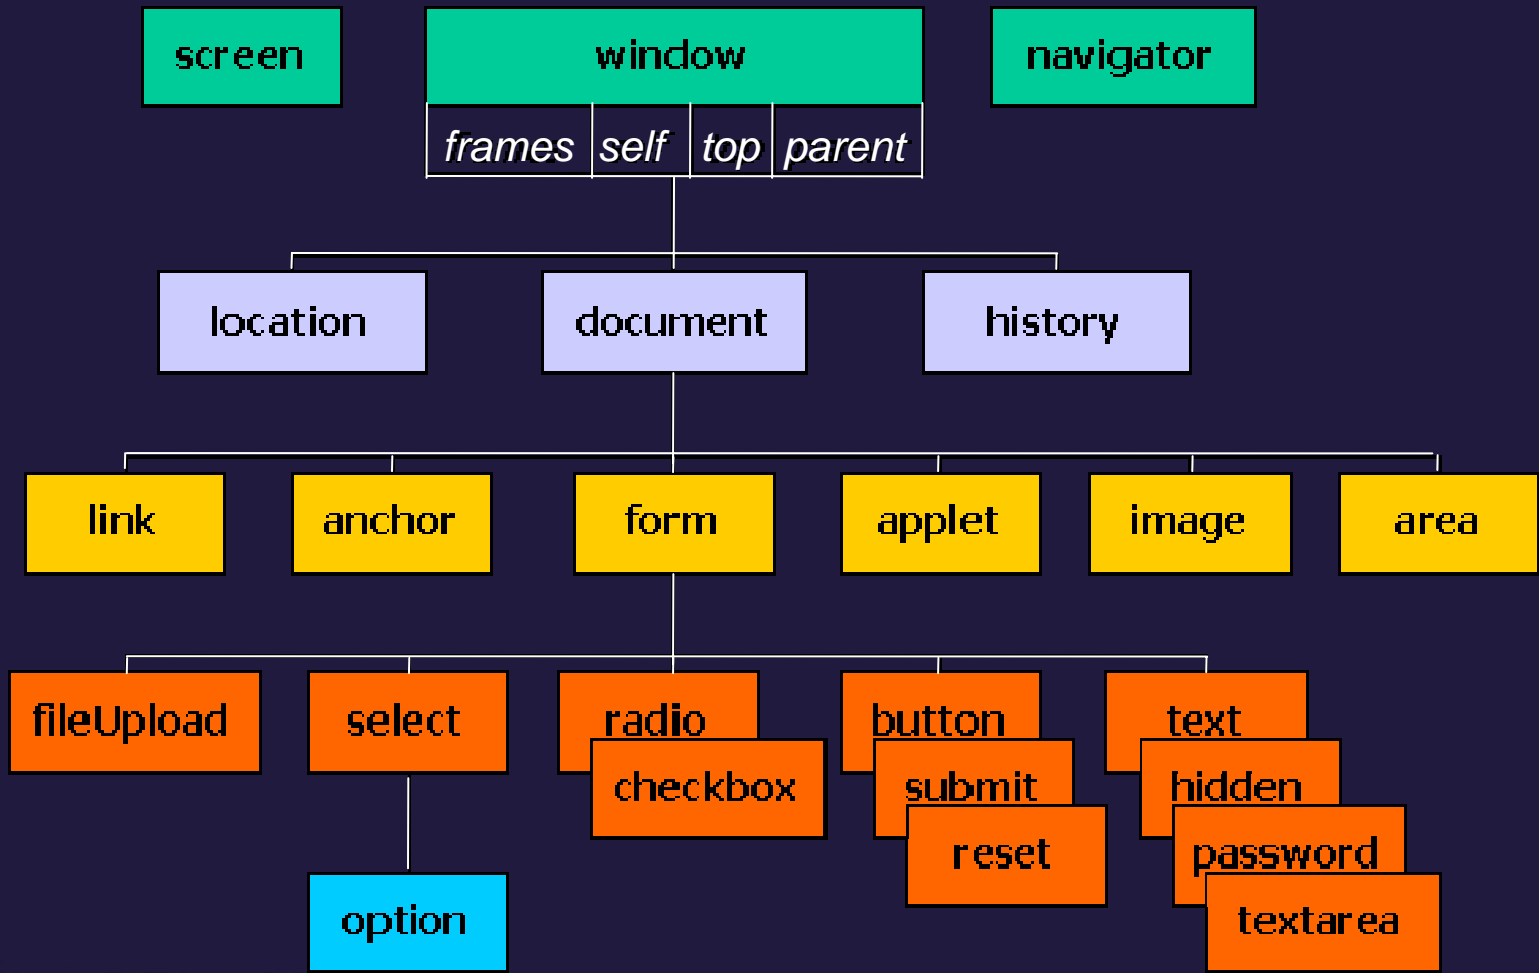 screen window navigator
frames self top parent
location document history
link anchor form applet image area
fileUpload select radio button text
checkbox submit hidden
reset password
option textarea